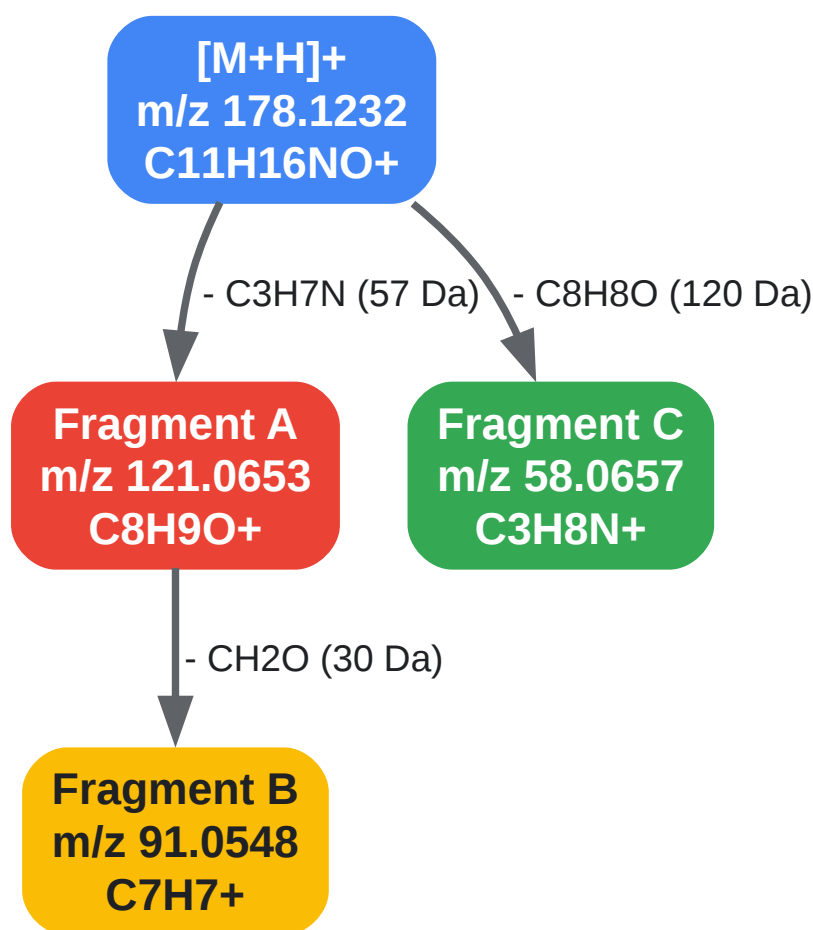 [M+H]+
m/z 178.1232
C11H16NO+
- C3H7N (57 Da)
- C8H8O (120 Da)
Fragment A
m/z 121.0653
C8H9O+
Fragment C
m/z 58.0657
C3H8N+
- CH2O (30 Da)
Fragment B
m/z 91.0548
C7H7+